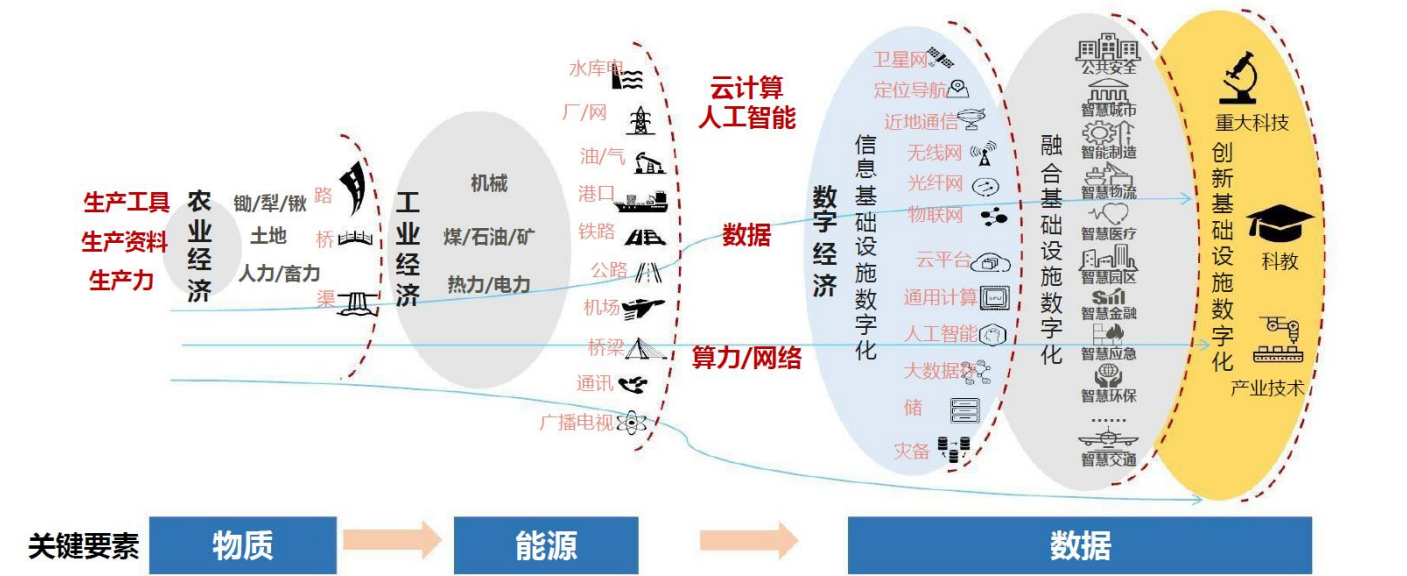 生产工具
生产资料
生产力
农业经济
锄/犁/锹
土地
人力/畜力
路
桥
渠
工业经济
机械
煤/石油/矿
热力/电力
水库电
厂/网
油/气
港口
铁路
公路
机场
桥梁
通讯
广播电视
云计算
人工智能
数据
算力/网络
数字经济
信息基础设施数字化
卫星网
定位导航
近地通信
无线网
光纤网
物联网
云平台
通用计算
CPU
人工智能
大数据
储
灾备
融合基础设施数字化
公共安全
智慧城市
智能制造
智慧物流
智慧医疗
智慧园区
智慧金融
智慧应急
智慧环保
……
智慧交通
创新基础设施数字化
重大科技
科教
产业技术
关键要素
物质
能源
数据